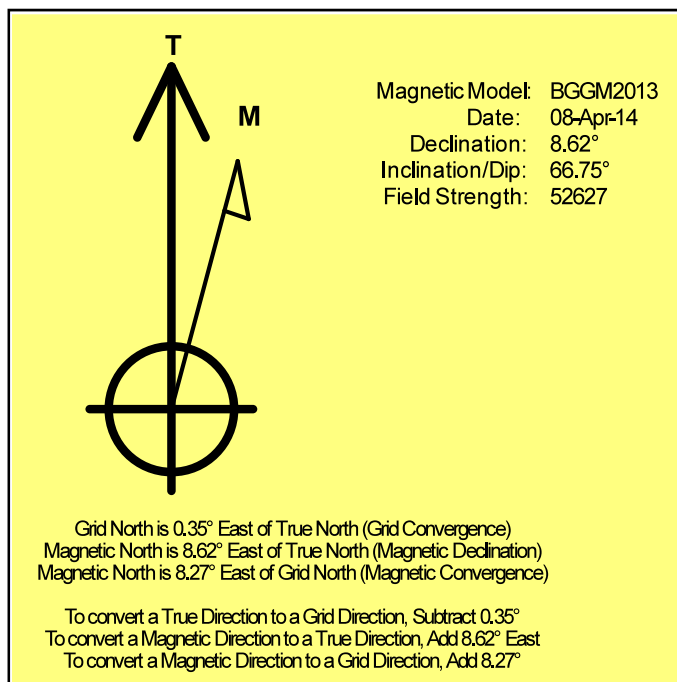 T
M
Magnetic Model: BGGM2013
Date: 08-Apr-14
Declination: 8.62°
Inclination/Dip: 66.75°
Field Strength: 52627
Grid North is 0.35° East of True North (Grid Convergence)
Magnetic North is 8.62° East of True North (Magnetic Declination)
Magnetic North is 8.27° East of Grid North (Magnetic Convergence)
To convert a True Direction to a Grid Direction, Subtract 0.35°
To convert a Magnetic Direction to a True Direction, Add 8.62° East
To convert a Magnetic Direction to a Grid Direction, Add 8.27°